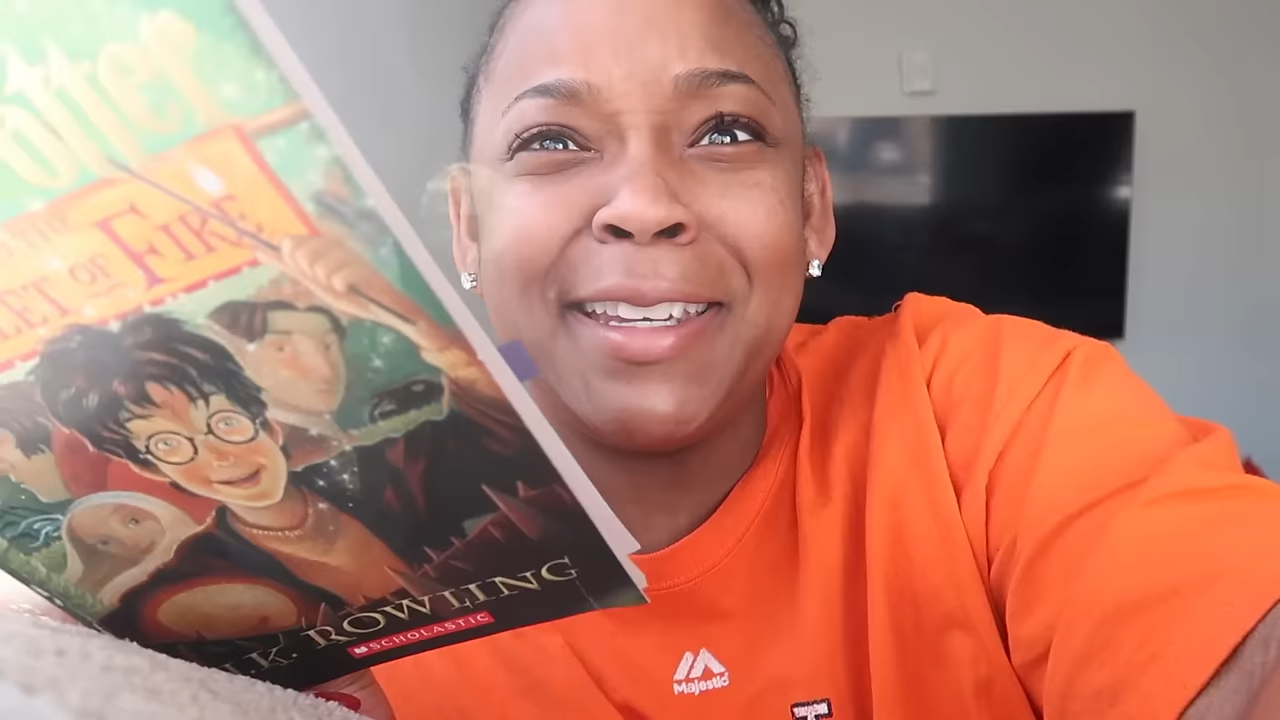 otter
LET OF FIRE
J.K. ROWLING
SCHOLASTIC
Majestic